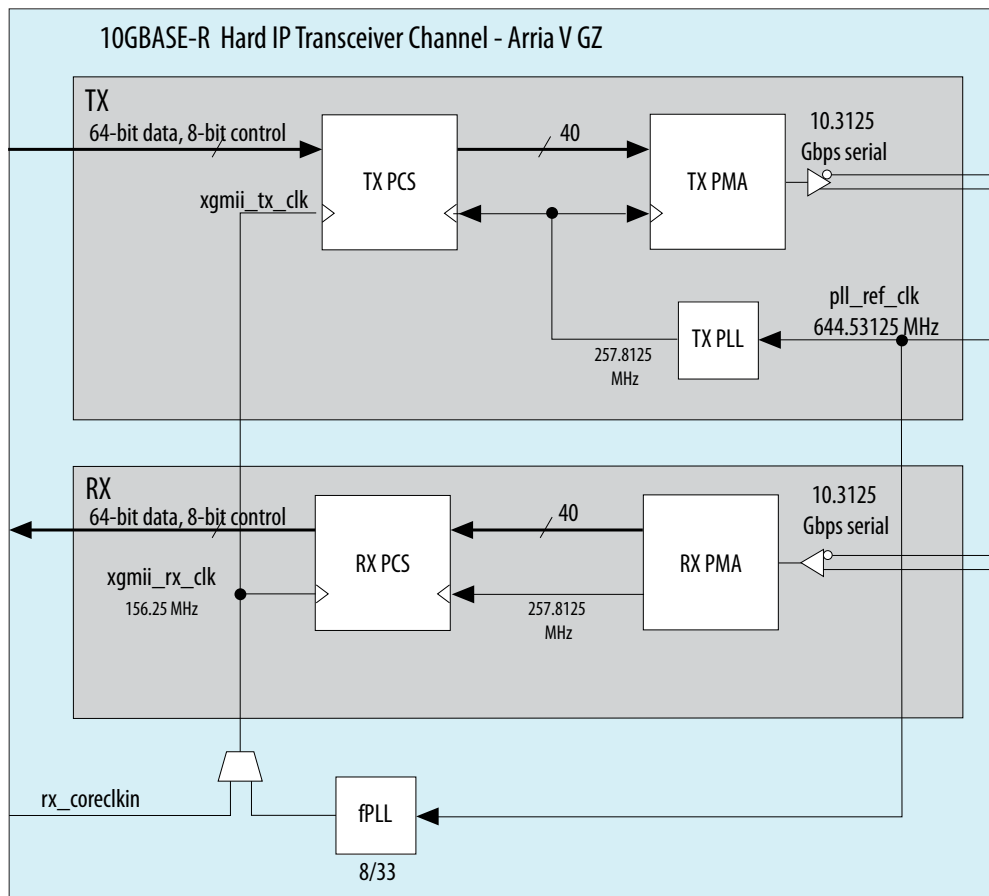 10GBASE-R Hard IP Transceiver Channel - Arria V GZ
TX
64-bit data, 8-bit control
40
10.3125
Gbps serial
TX PCS
TX PMA
xgmii_tx_clk
pll_ref_clk
644.53125 MHz
TX PLL
257.8125
MHz
RX
64-bit data, 8-bit control
40
10.3125
Gbps serial
RX PCS
RX PMA
xgmii_rx_clk
156.25 MHz
257.8125
MHz
rx_coreclkin
fPLL
8/33